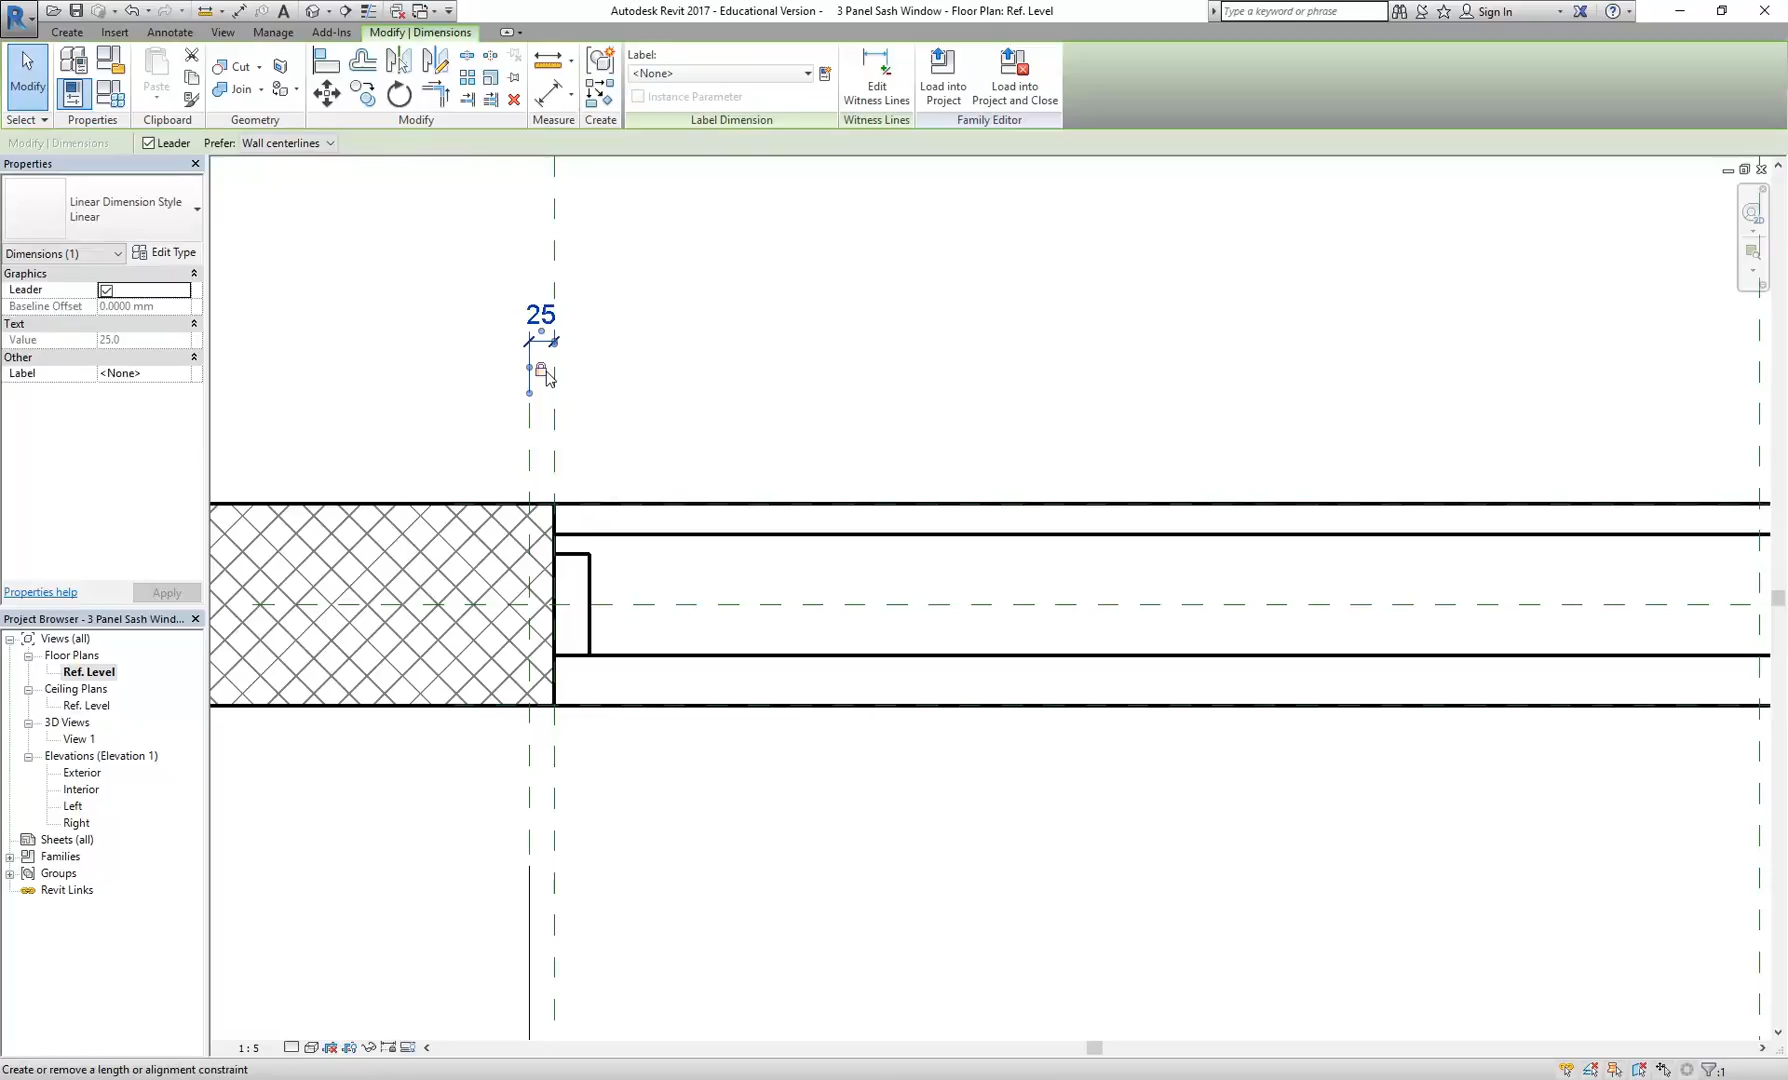 Autodesk Revit 2017 - Educational Version - 3 Panel Sash Window - Floor Plan: Ref. Level
Type a keyword or phrase
Sign In
Create Insert Annotate View Manage Add-Ins Modify | Dimensions
Modify
Paste
Cut
Join
Label:
<None>
Instance Parameter
Edit
Witness Lines
Load into
Project
Load into
Project and Close
Select Properties Clipboard Geometry Modify Measure Create Label Dimension Witness Lines Family Editor
Modify | Dimensions Leader Prefer: Wall centerlines
Properties
Linear Dimension Style
Linear
Dimensions (1) Edit Type
Graphics
Leader
Baseline Offset 0.0000 mm
Text
Value 25.0
Other
Label <None>
25
2D
Properties help Apply
Project Browser - 3 Panel Sash Wind...
Views (all)
Floor Plans
Ref. Level
Ceiling Plans
Ref. Level
3D Views
View 1
Elevations (Elevation 1)
Exterior
Interior
Left
Right
Sheets (all)
Families
Groups
Revit Links
1 : 5
Create or remove a length or alignment constraint
:1